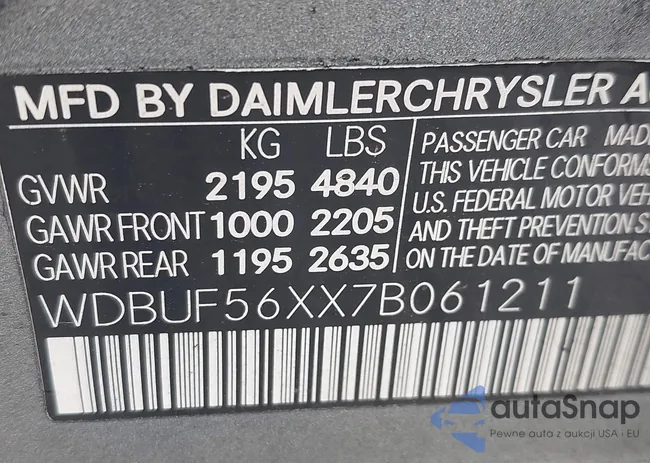 MFD BY DAIMLERCHRYSLER A
KG LBS
GVWR 2195 4840
GAWR FRONT 1000 2205
GAWR REAR 1195 2635
PASSENGER CAR MAD
THIS VEHICLE CONFORMS
U.S. FEDERAL MOTOR VEH
AND THEFT PREVENTION S
ON THE DATE OF MANUFAC
WDBUF56XX7B061211
autaSnap
Pewne auta z aukcji USA i EU